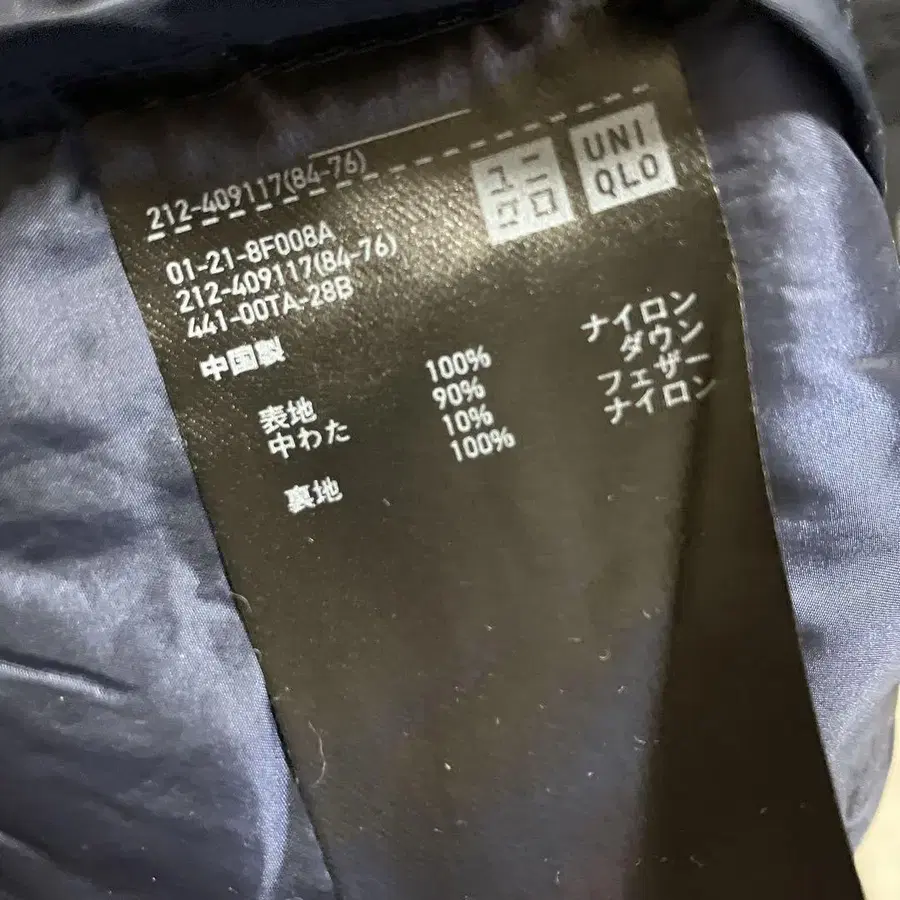 212-409117(84-76)
ユニ
クロ
UNI
QLO
01-21-8F008A
212-409117(84-76)
441-00TA-28B
中国製
表地 100% ナイロン
中わた 90% ダウン
10% フェザー
裏地 100% ナイロン